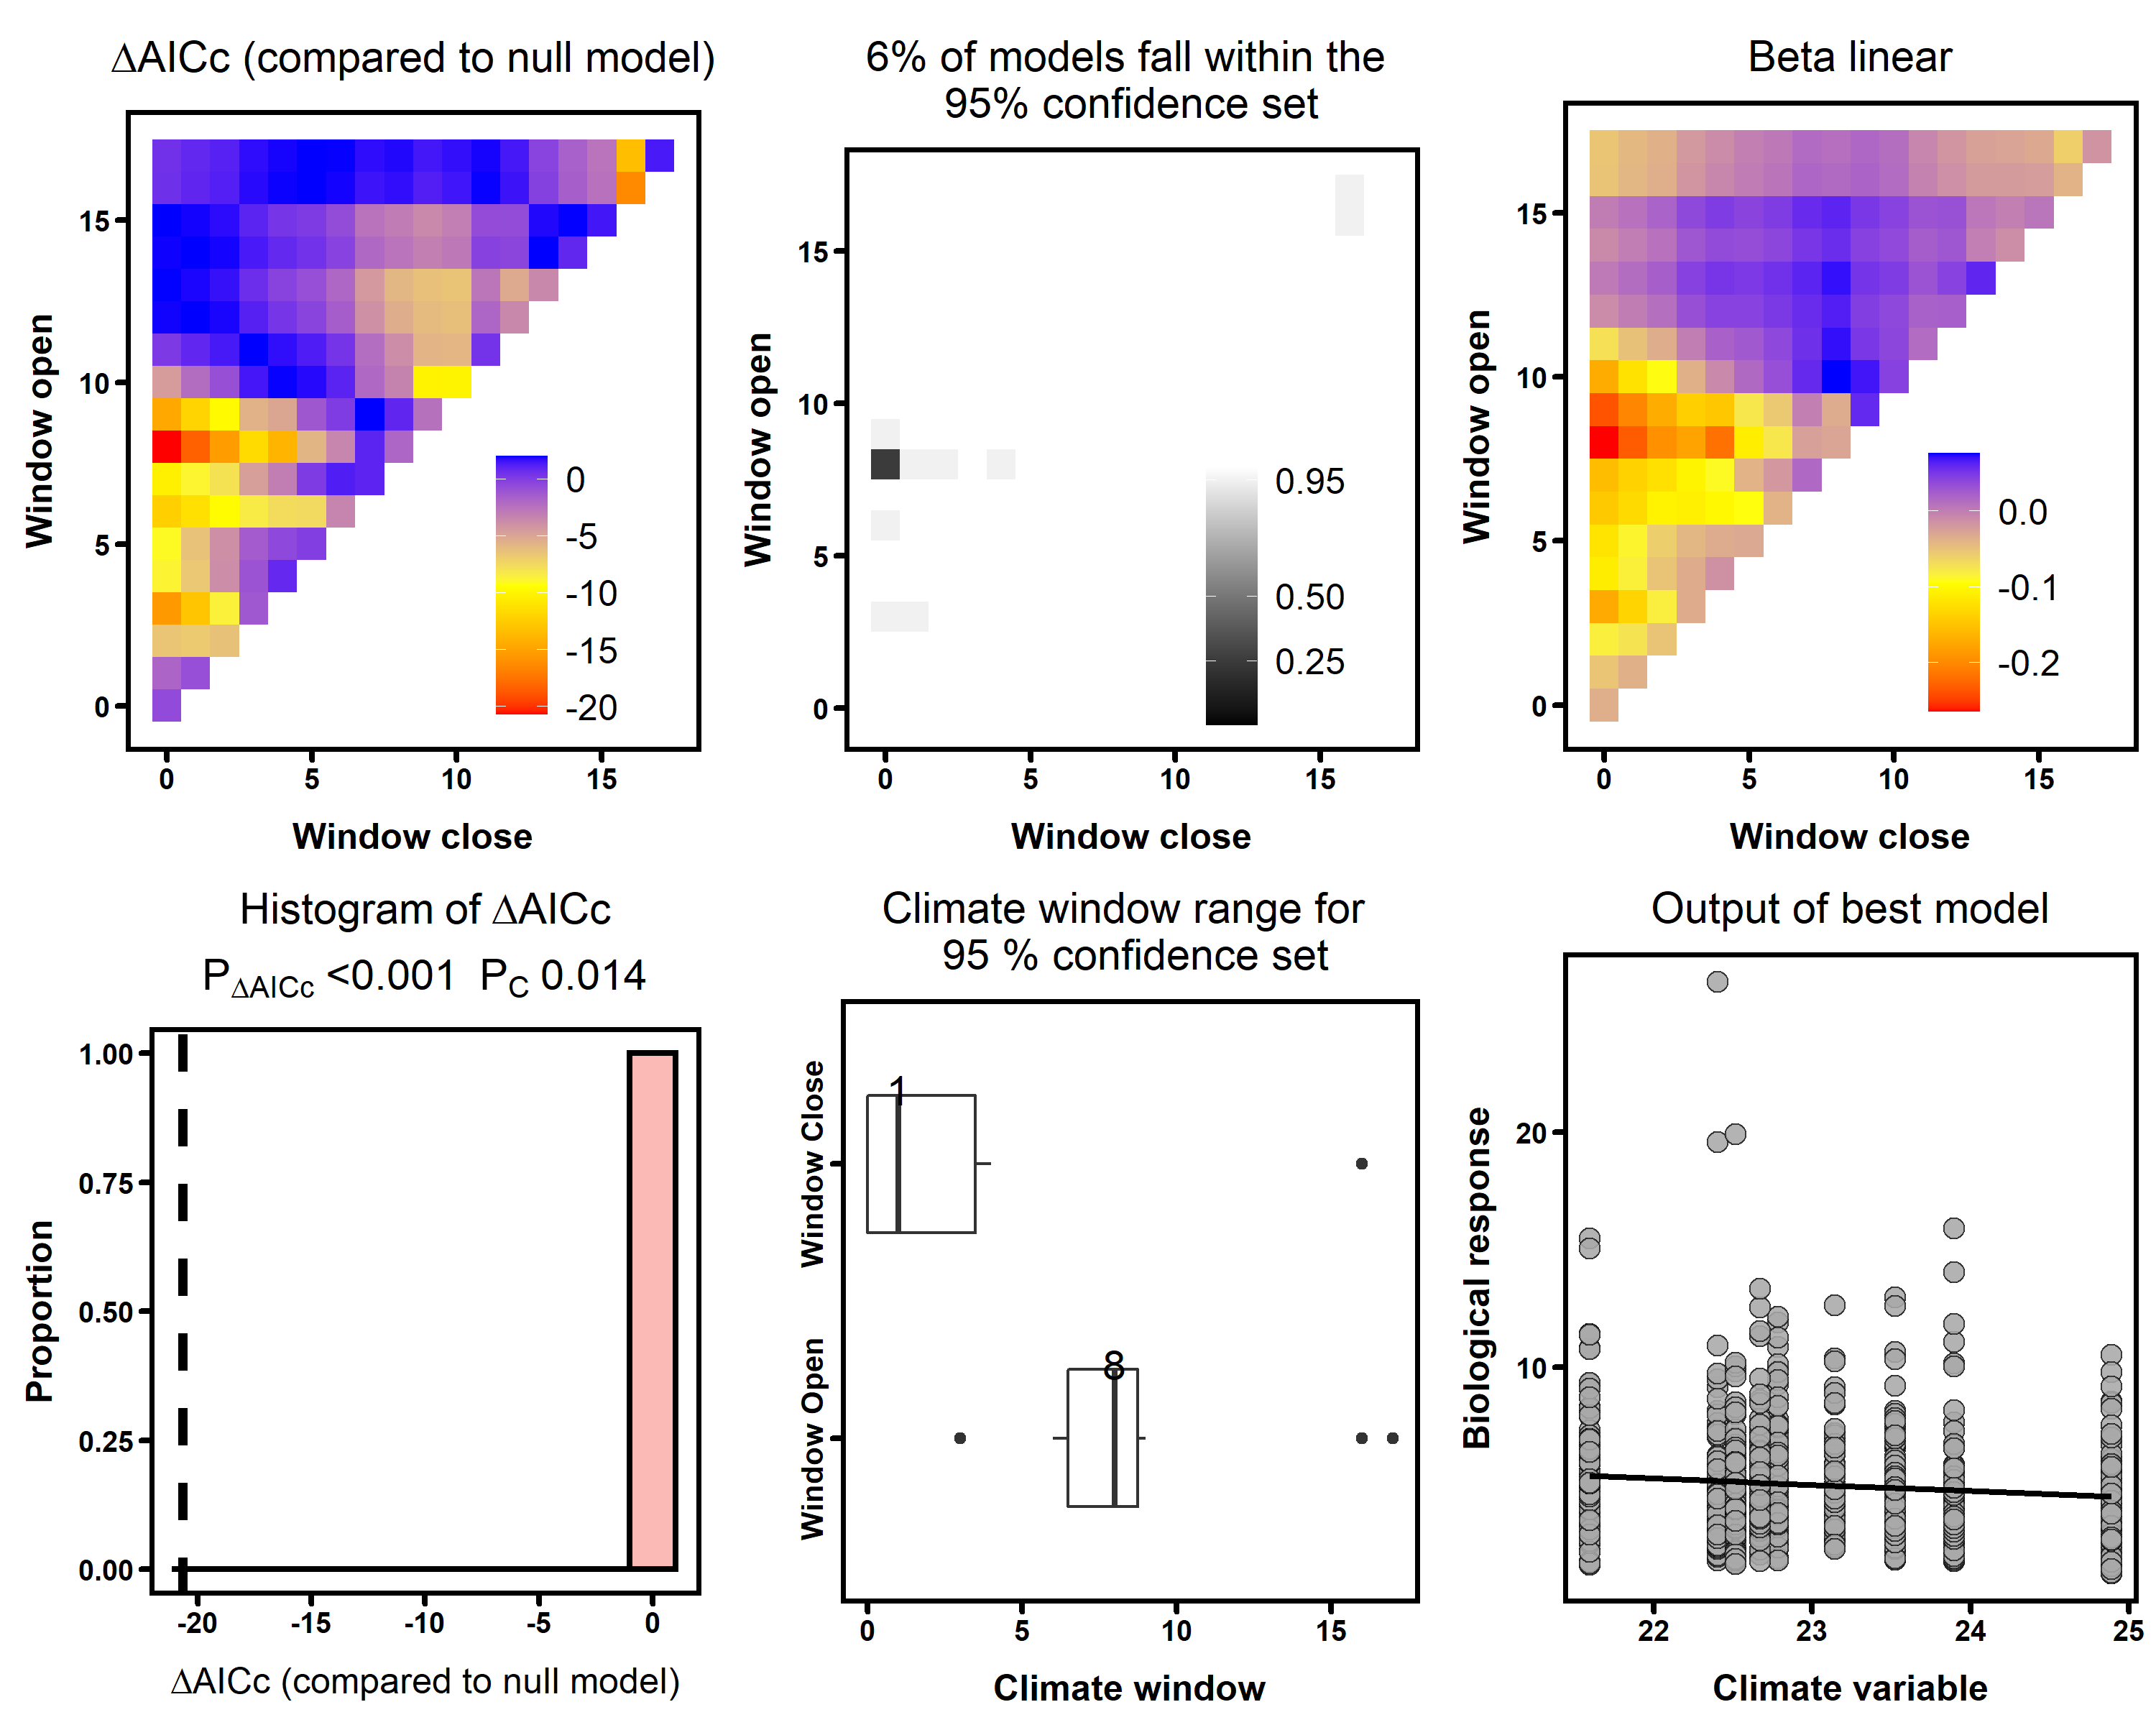 ΔAICc (compared to null model)
Window open
15
10
5
0
0
-5
-10
-15
-20
0 5 10 15
Window close
6% of models fall within the
95% confidence set
Window open
15
10
5
0
0.95
0.50
0.25
0 5 10 15
Window close
Beta linear
Window open
15
10
5
0
0.0
-0.1
-0.2
0 5 10 15
Window close
Histogram of ΔAICc
PΔAICc <0.001 PC 0.014
Proportion
1.00
0.75
0.50
0.25
0.00
-20 -15 -10 -5 0
ΔAICc (compared to null model)
Climate window range for
95 % confidence set
Window Close
1
Window Open
8
0 5 10 15
Climate window
Output of best model
Biological response
20
10
22 23 24 25
Climate variable